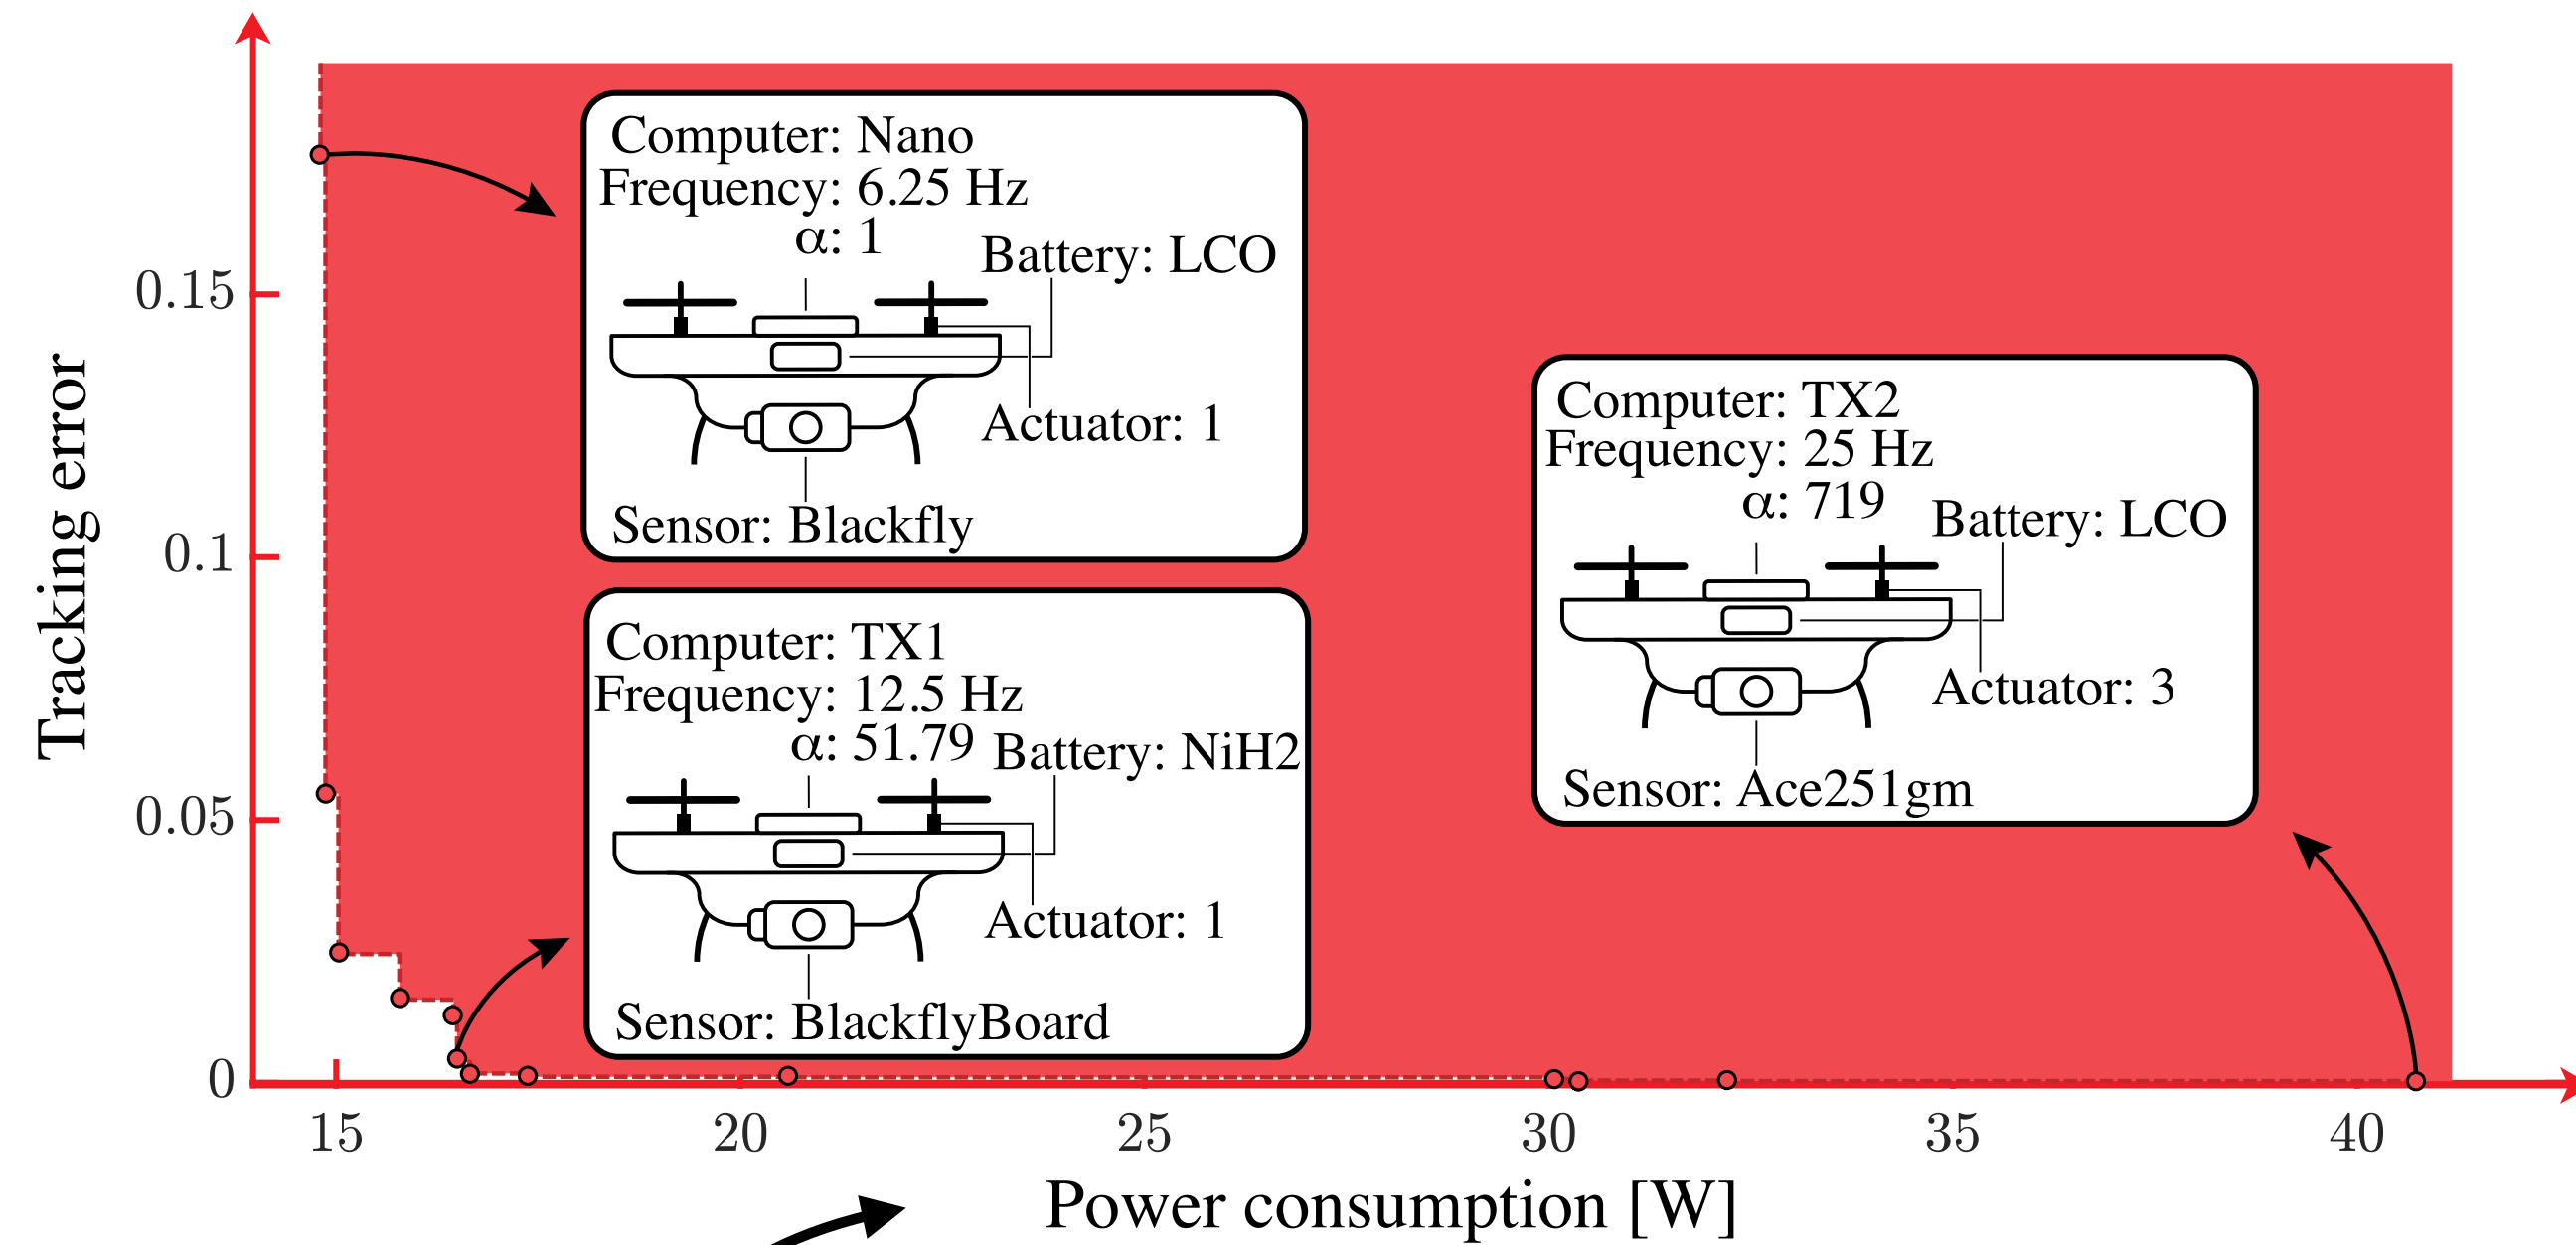 Computer: Nano
Frequency: 6.25 Hz
α: 1
Battery: LCO
Actuator: 1
Sensor: Blackfly
Computer: TX1
Frequency: 12.5 Hz
α: 51.79
Battery: NiH2
Actuator: 1
Sensor: BlackflyBoard
Computer: TX2
Frequency: 25 Hz
α: 719
Battery: LCO
Actuator: 3
Sensor: Ace251gm
Tracking error
0.15
0.1
0.05
0
15 20 25 30 35 40
Power consumption [W]